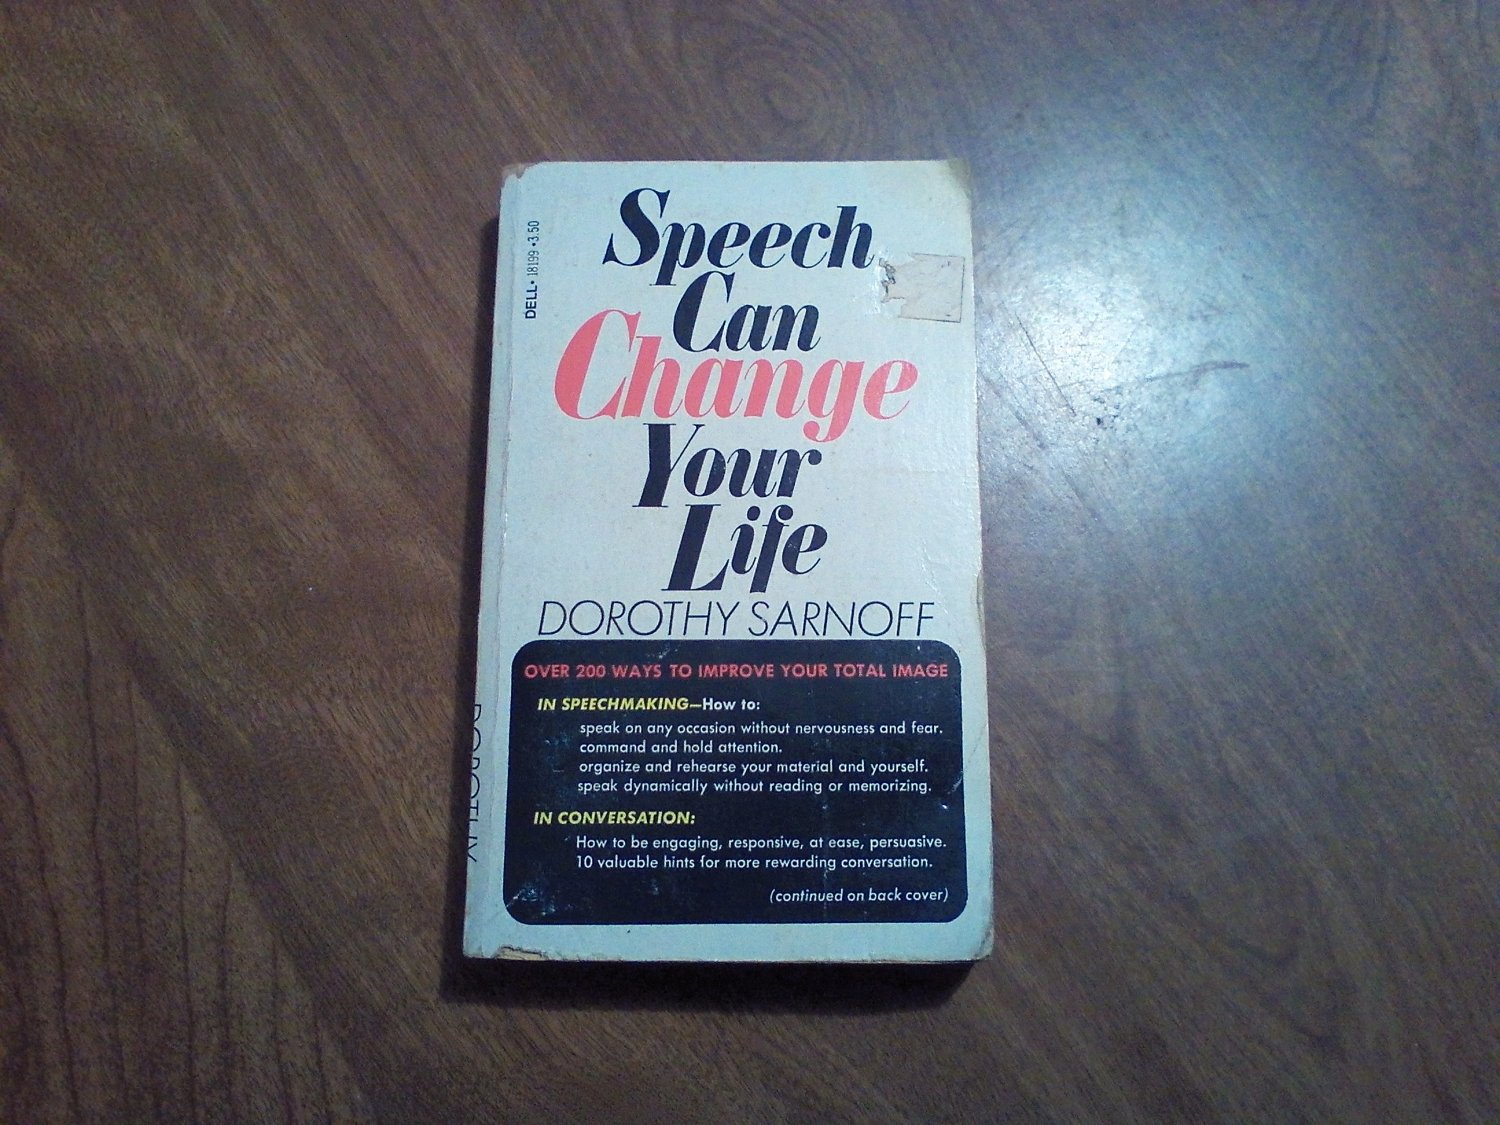 DELL • 18199 • 3.50
Speech
Can
Change
Your
Life
DOROTHY SARNOFF
OVER 200 WAYS TO IMPROVE YOUR TOTAL IMAGE
IN SPEECHMAKING—How to:
speak on any occasion without nervousness and fear.
command and hold attention.
organize and rehearse your material and yourself.
speak dynamically without reading or memorizing.
IN CONVERSATION:
How to be engaging, responsive, at ease, persuasive.
10 valuable hints for more rewarding conversation.
(continued on back cover)
DOROTHY